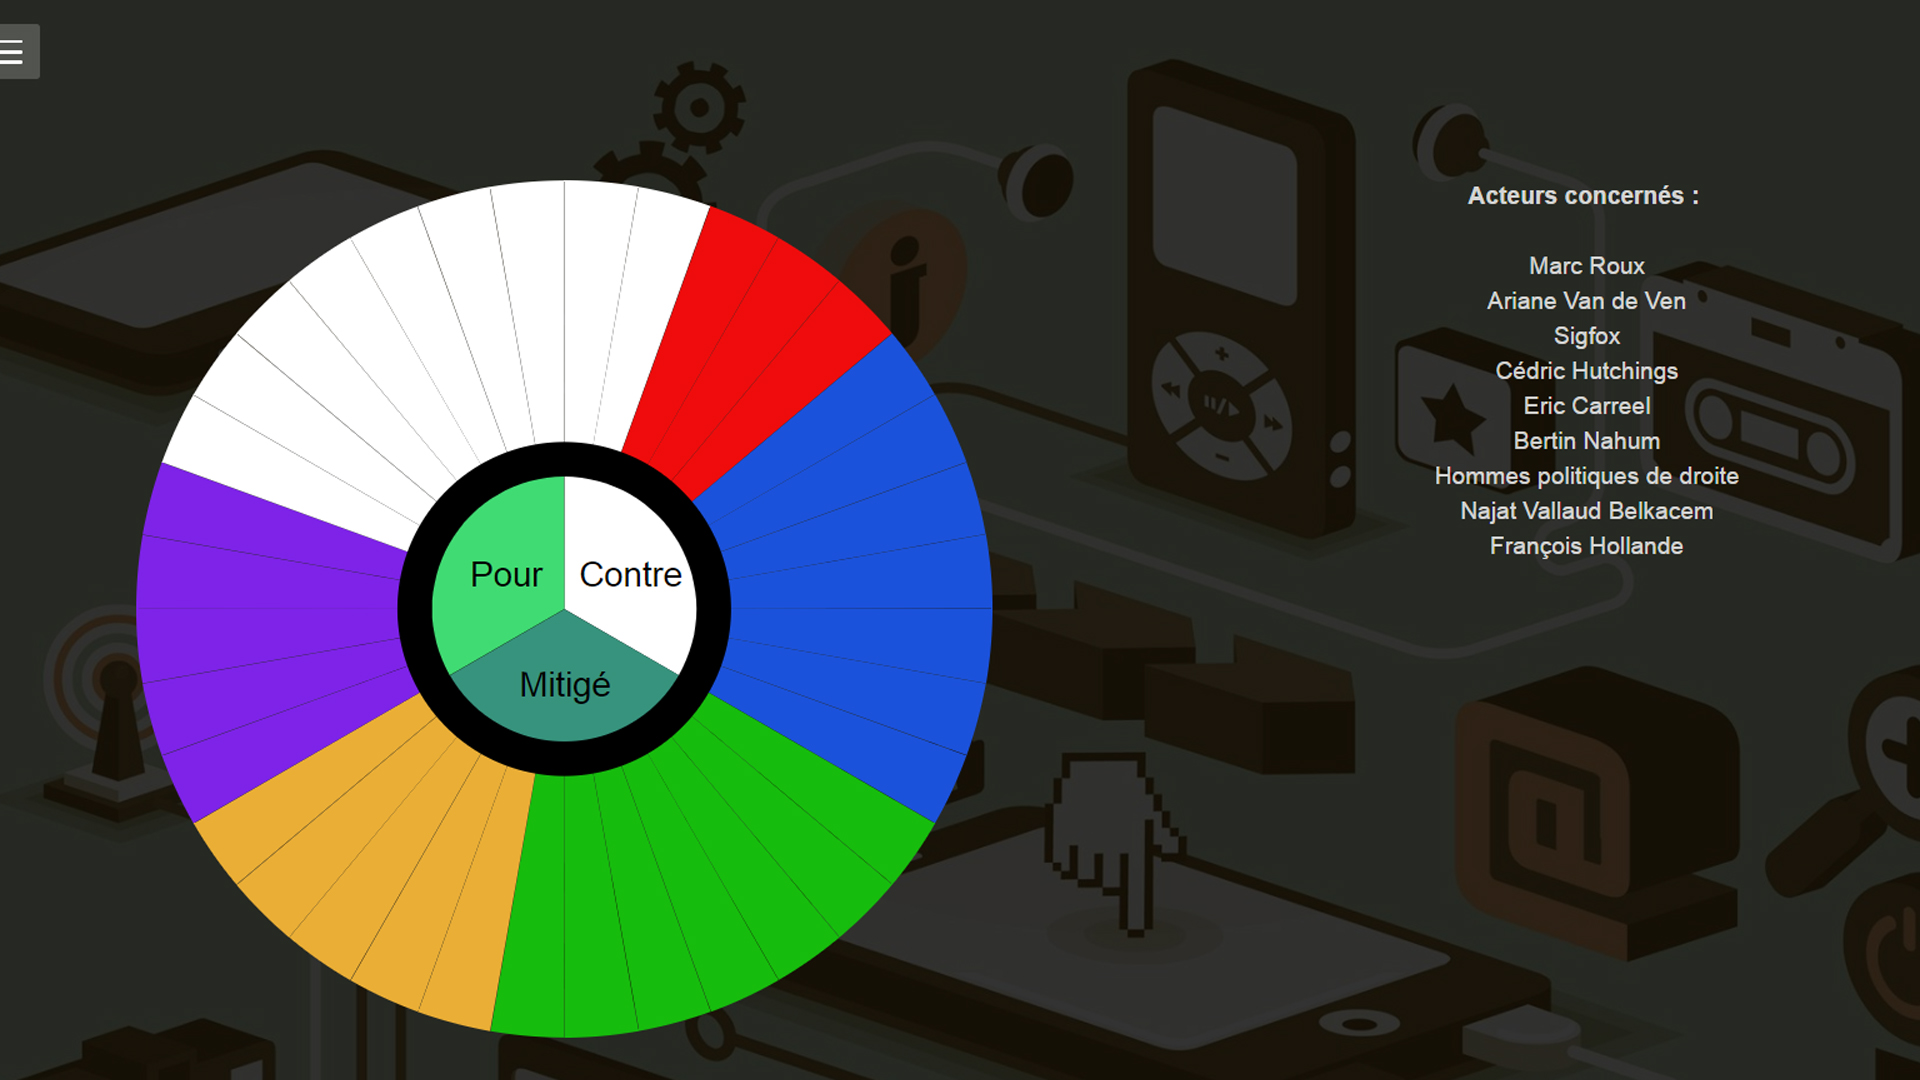 Acteurs concernés :
Marc Roux
Ariane Van de Ven
Sigfox
Cédric Hutchings
Eric Carreel
Bertin Nahum
Hommes politiques de droite
Najat Vallaud Belkacem
François Hollande
Pour
Contre
Mitigé